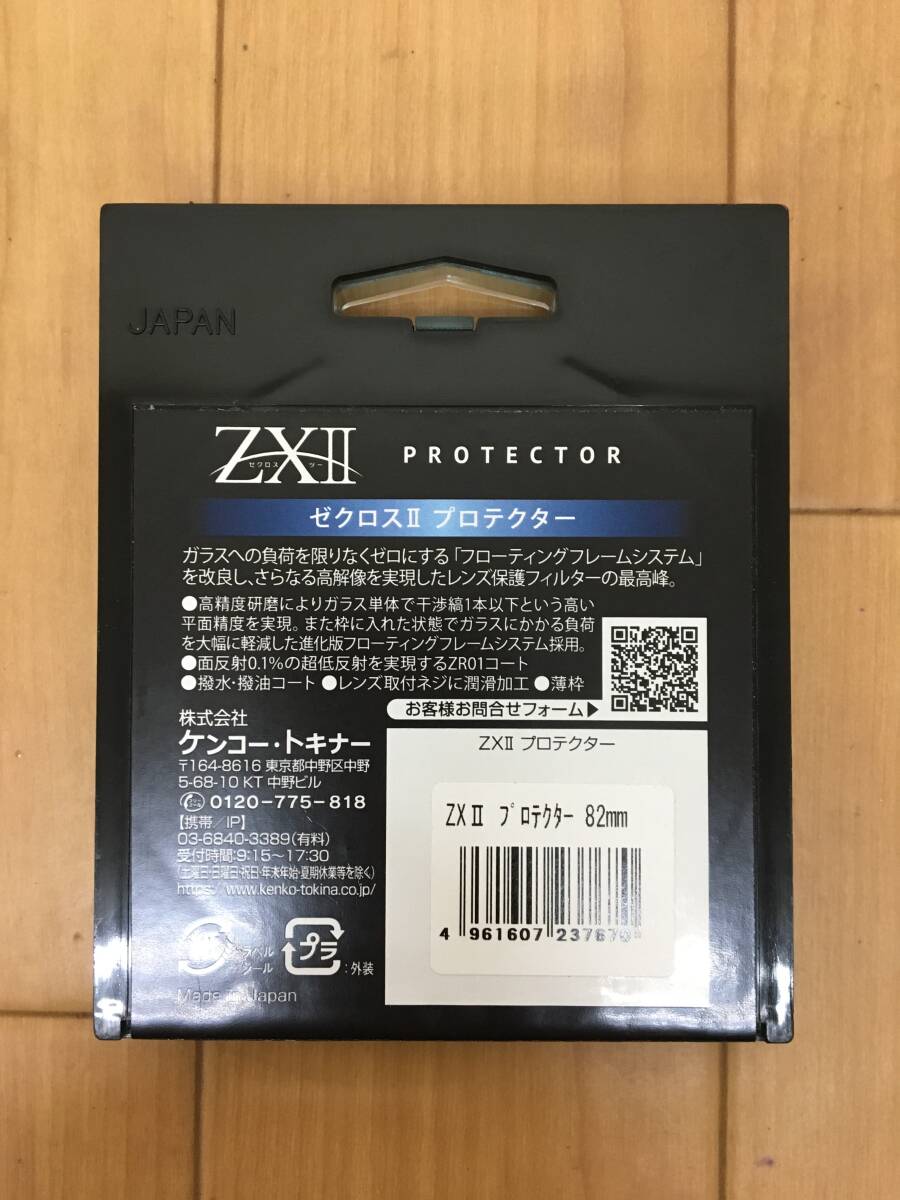 JAPAN
ZXII
ゼクロス ツー
PROTECTOR
ゼクロスⅡ プロテクター
ガラスへの負荷を限りなくゼロにする「フローティングフレームシステム」
を改良し、さらなる高解像を実現したレンズ保護フィルターの最高峰。
●高精度研磨によりガラス単体で干渉縞1本以下という高い
平面精度を実現。また枠に入れた状態でガラスにかかる負荷
を大幅に軽減した進化版フローティングフレームシステム採用。
●面反射0.1%の超低反射を実現するZR01コート
●撥水・撥油コート ●レンズ取付ネジに潤滑加工 ●薄枠
お客様お問合せフォーム▶
株式会社
ケンコー・トキナー
〒164-8616 東京都中野区中野
5-68-10 KT 中野ビル
0120-775-818
【携帯/IP】
03-6840-3389(有料)
受付時間:9:15~17:30
(土曜日・日曜日・祝日・年末年始・夏期休業等を除く)
https://www.kenko-tokina.co.jp/
ラベル
シール
プラ
:外装
Made in Japan
ZXⅡ プロテクター
ZXⅡ プロテクター 82mm
4 961607 237670